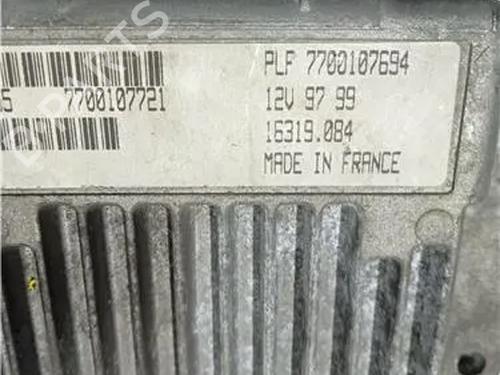 PLF 7700107694
7700107721
12V 97 99
16319.084
MADE IN FRANCE